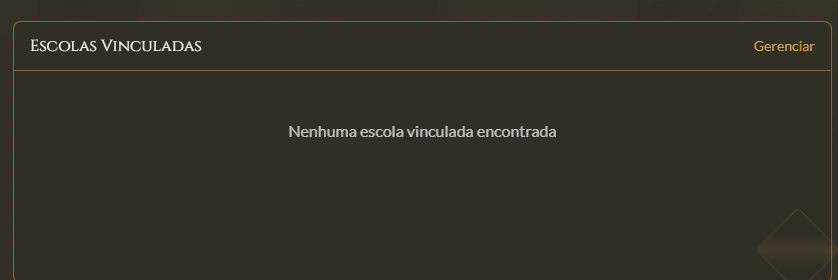 Escolas Vinculadas
Gerenciar
Nenhuma escola vinculada encontrada